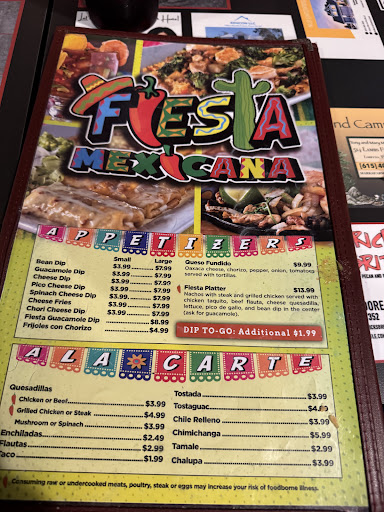 FIESTA
MEXICANA
APPETIZERS
Small Large
Bean Dip $3.99 $7.99
Guacamole Dip $3.99 $7.99
Cheese Dip $3.99 $7.99
Pico Cheese Dip $3.99 $7.99
Spinach Cheese Dip $3.99 $7.99
Cheese Fries $3.99 $7.99
Chori Cheese Dip $3.99 $7.99
Fiesta Guacamole Dip $8.99
Frijoles con Chorizo $4.99
Queso Fundido $9.99
Oaxaca cheese, chorizo, pepper, onion, tomatoes
served with tortillas.
Fiesta Platter $13.99
Nachos with steak and grilled chicken served with
chicken taquito, beef flauta, cheese quesadilla,
lettuce, pico de gallo, and bean dip in the center
(ask for guacamole).
DIP TO-GO: Additional $1.99
A LA CARTE
Quesadillas
Chicken or Beef $3.99
Grilled Chicken or Steak $4.99
Mushroom or Spinach $3.99
Enchiladas $2.49
Flautas $2.99
Taco $1.99
Tostada $3.99
Tostaguac
Chile Relleno $3.99
Chimichanga $5.99
Tamale $2.99
Chalupa $3.99
Consuming raw or undercooked meats, poultry, steak or eggs may increase your risk of foodborne illness.
nd Cam
(615)